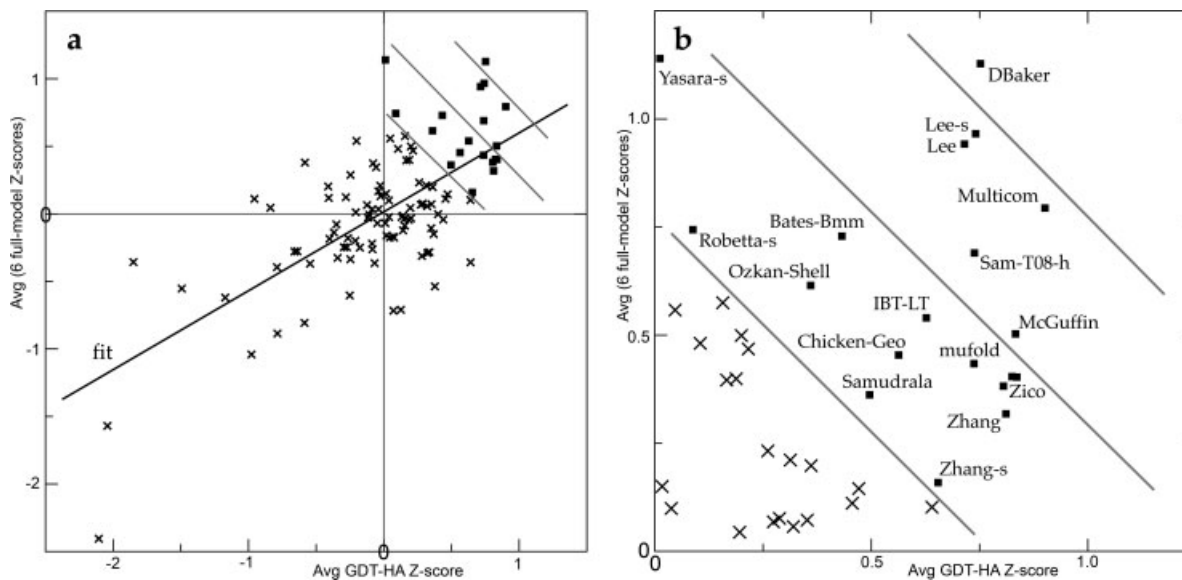 a
Avg (6 full-model Z-scores)
1
0
-1
-2
fit
-2
-1
0
1
Avg GDT-HA Z-score
b
Avg (6 full-model Z-scores)
1.0
0.5
0
Yasara-s
DBaker
Lee-s
Lee
Multicom
Bates-Bmm
Robetta-s
Sam-T08-h
Ozkan-Shell
IBT-LT
McGuffin
Chicken-Geo
mufold
Samudrala
Zico
Zhang
Zhang-s
0
0.5
1.0
Avg GDT-HA Z-score